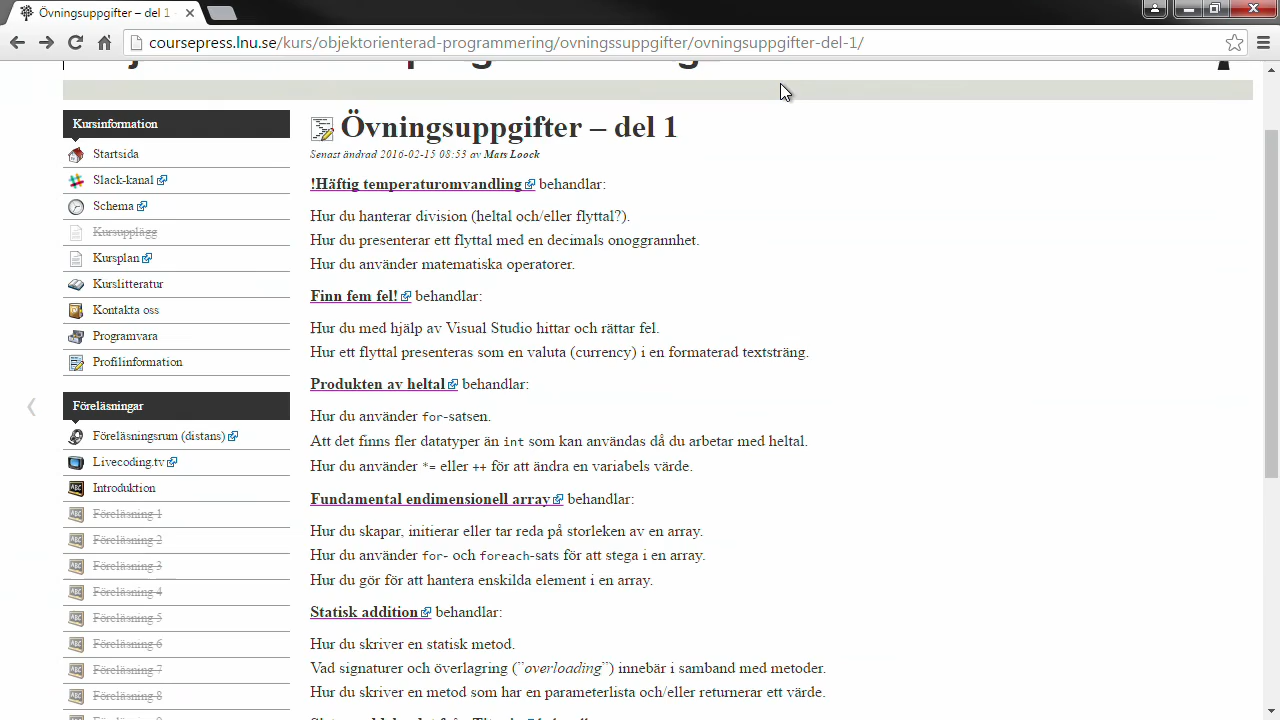 Övningsuppgifter – del 1
coursepress.lnu.se/kurs/objektorienterad-programmering/ovningssuppgifter/ovningsuppgifter-del-1/
Kursinformation
Startsida
Slack-kanal
Schema
Kursupplägg
Kursplan
Kurslitteratur
Kontakta oss
Programvara
Profilinformation
Föreläsningar
Föreläsningsrum (distans)
Livecoding.tv
Introduktion
Föreläsning 1
Föreläsning 2
Föreläsning 3
Föreläsning 4
Föreläsning 5
Föreläsning 6
Föreläsning 7
Föreläsning 8
Övningsuppgifter – del 1
Senast ändrad 2016-02-15 08:53 av Mats Loock
!Häftig temperaturomvandling behandlar:
Hur du hanterar division (heltal och/eller flyttal?).
Hur du presenterar ett flyttal med en decimals onoggrannhet.
Hur du använder matematiska operatorer.
Finn fem fel! behandlar:
Hur du med hjälp av Visual Studio hittar och rättar fel.
Hur ett flyttal presenteras som en valuta (currency) i en formaterad textsträng.
Produkten av heltal behandlar:
Hur du använder for-satsen.
Att det finns fler datatyper än int som kan användas då du arbetar med heltal.
Hur du använder *= eller ++ för att ändra en variabels värde.
Fundamental endimensionell array behandlar:
Hur du skapar, initierar eller tar reda på storleken av en array.
Hur du använder for- och foreach-sats för att stega i en array.
Hur du gör för att hantera enskilda element i en array.
Statisk addition behandlar:
Hur du skriver en statisk metod.
Vad signaturer och överlagring (”overloading”) innebär i samband med metoder.
Hur du skriver en metod som har en parameterlista och/eller returnerar ett värde.